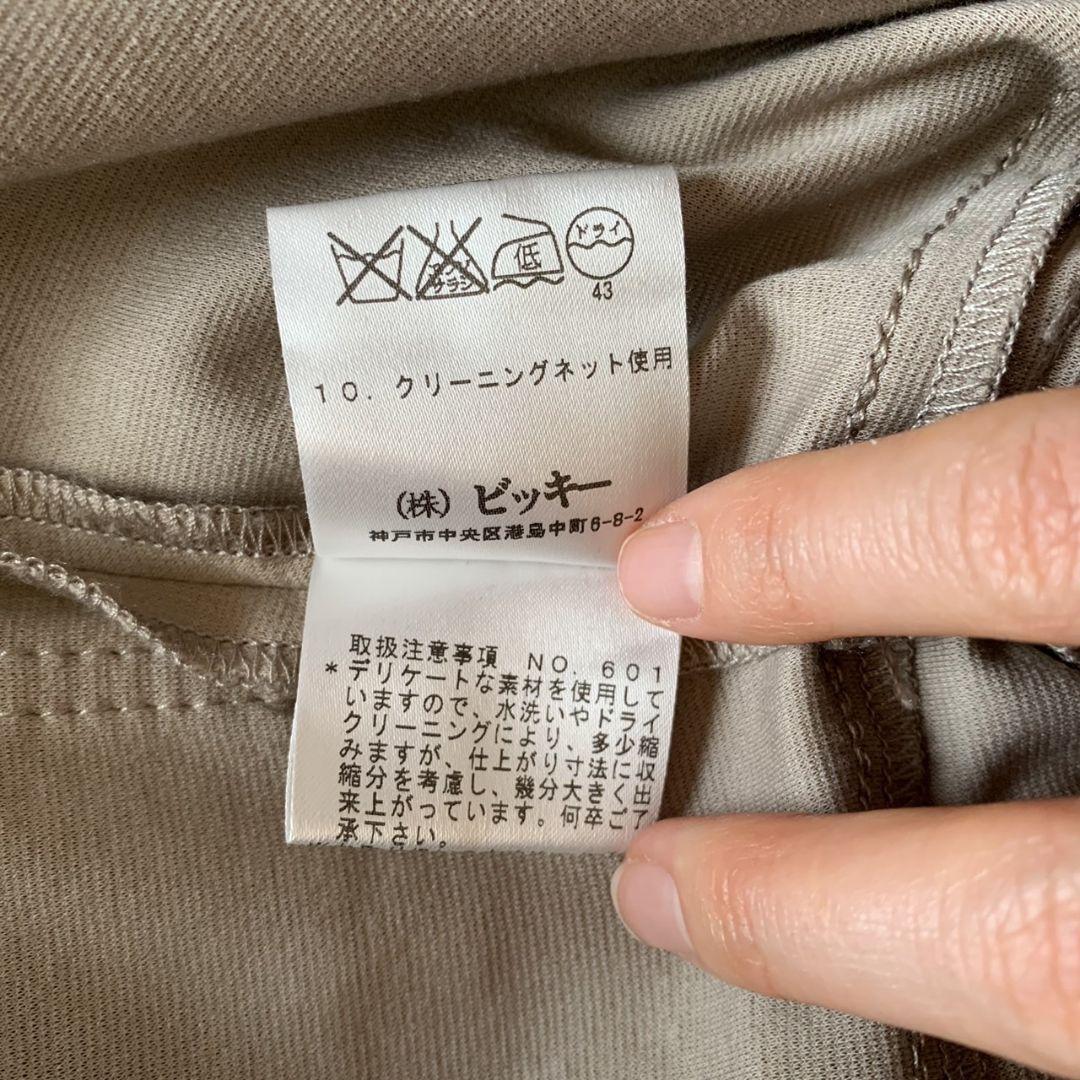 エンソ
サラシ
低
ドライ
43
10. クリーニングネット使用
(株) ビッキー
神戸市中央区港島中町6-8-2
取扱注意事項 NO. 601
*デリケートな素材を使用して
いますので、水洗いやドライ
クリーニングにより、多少縮
みますが、仕上がり寸法に収
縮分を考慮し、幾分大きく出
来上がっています。何卒ご了
承下さい。